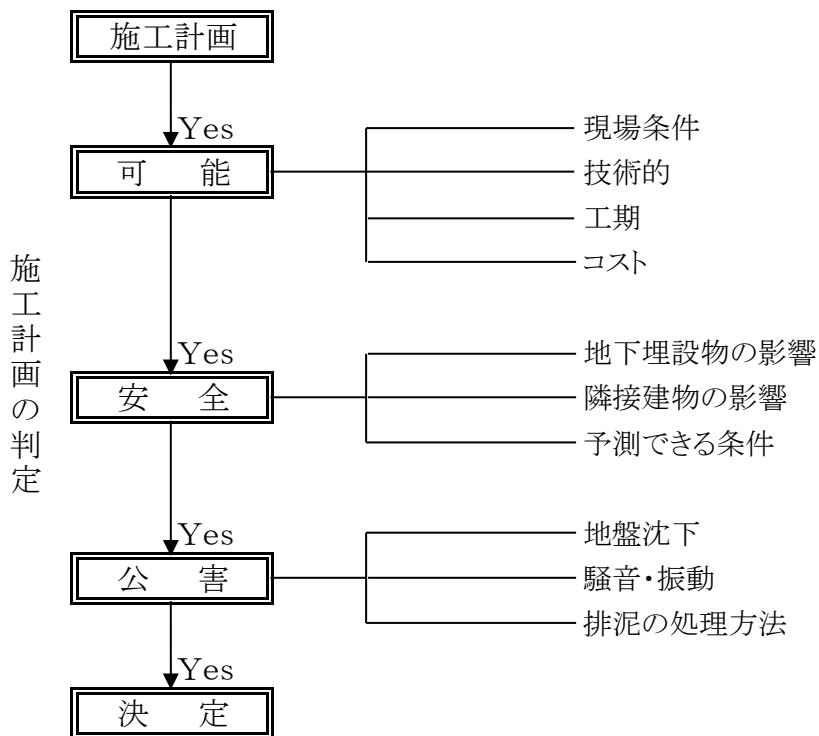 施工計画の判定
施工計画
Yes
可 能
現場条件
技術的
工期
コスト
Yes
安 全
地下埋設物の影響
隣接建物の影響
予測できる条件
Yes
公 害
地盤沈下
騒音・振動
排泥の処理方法
Yes
決 定